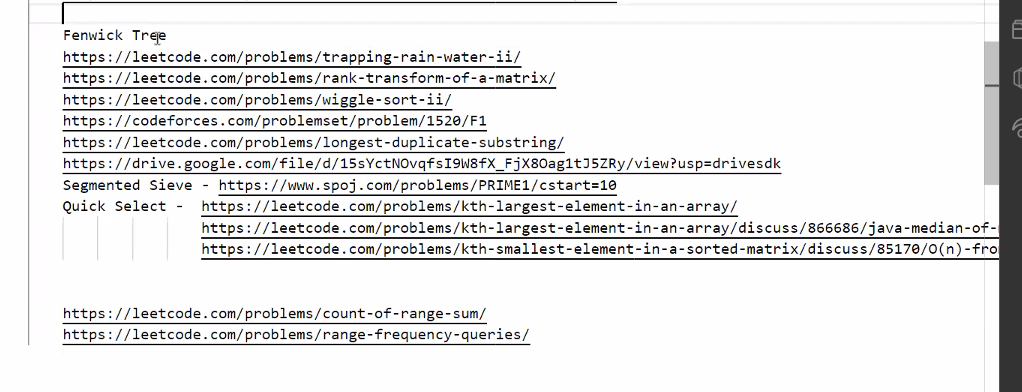 Fenwick Tree
https://leetcode.com/problems/trapping-rain-water-ii/
https://leetcode.com/problems/rank-transform-of-a-matrix/
https://leetcode.com/problems/wiggle-sort-ii/
https://codeforces.com/problemset/problem/1520/F1
https://leetcode.com/problems/longest-duplicate-substring/
https://drive.google.com/file/d/15sYctNOvqfsI9W8fX_FjX8Oag1tJ5ZRy/view?usp=drivesdk
Segmented Sieve - https://www.spoj.com/problems/PRIME1/cstart=10
Quick Select - https://leetcode.com/problems/kth-largest-element-in-an-array/
https://leetcode.com/problems/kth-largest-element-in-an-array/discuss/866686/java-median-of-
https://leetcode.com/problems/kth-smallest-element-in-a-sorted-matrix/discuss/85170/O(n)-fro
https://leetcode.com/problems/count-of-range-sum/
https://leetcode.com/problems/range-frequency-queries/